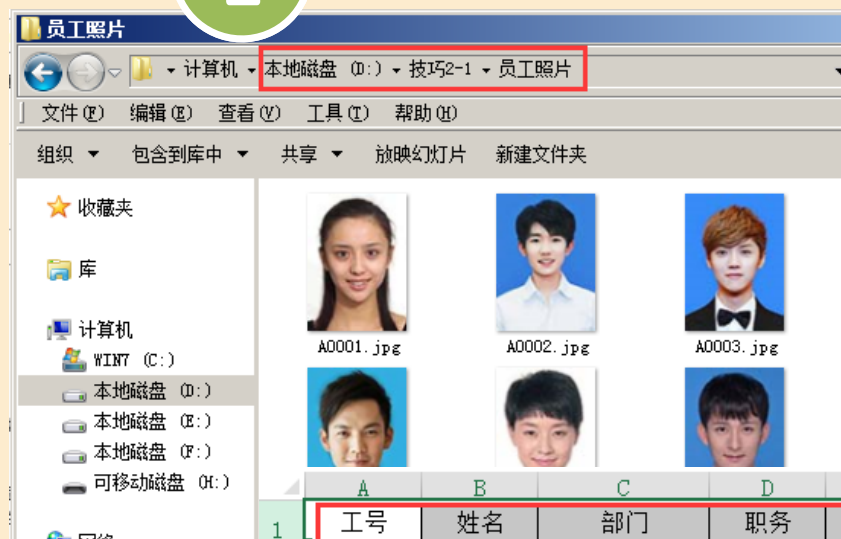 员工照片
计算机 本地磁盘 (D:) 技巧2-1 员工照片
文件(F) 编辑(E) 查看(V) 工具(T) 帮助(H)
组织 包含到库中 共享 放映幻灯片 新建文件夹
收藏夹
库
计算机
WIN7 (C:)
本地磁盘 (D:)
本地磁盘 (E:)
本地磁盘 (F:)
可移动磁盘 (H:)
A0001.jpg A0002.jpg A0003.jpg
A B C D
1 工号 姓名 部门 职务